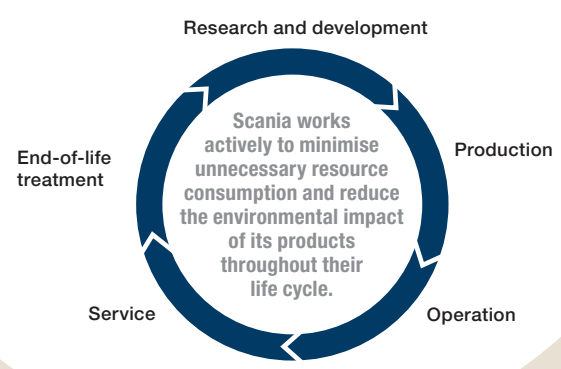 Research and development
Scania works
actively to minimise
unnecessary resource
consumption and reduce
the environmental impact
of its products
throughout their
life cycle.
Production
Operation
Service
End-of-life
treatment